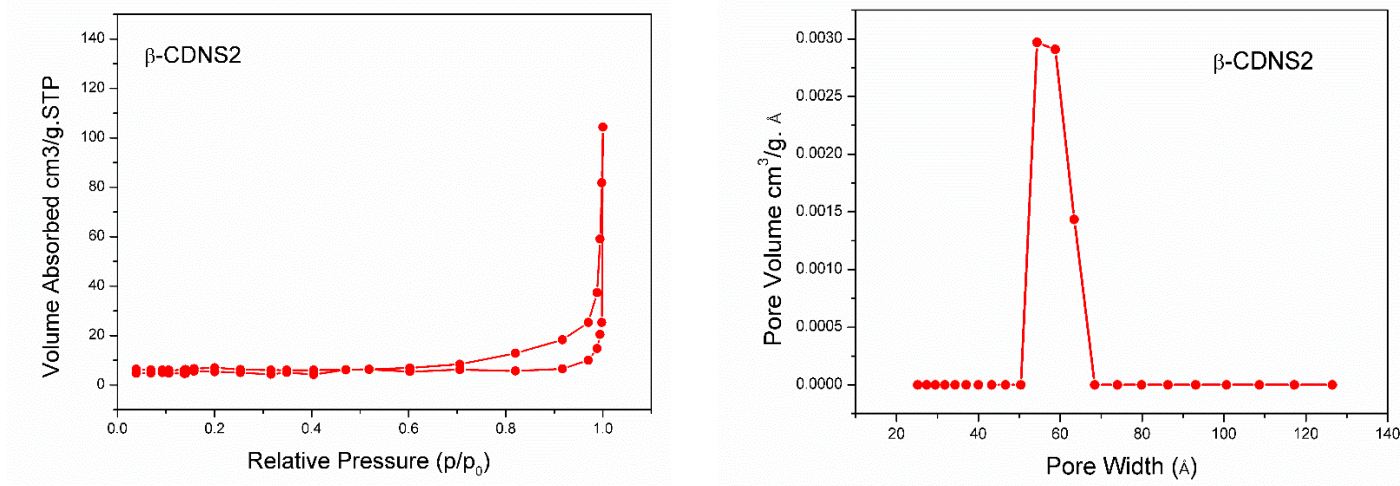 β-CDNS2
Volume Absorbed cm3/g.STP
140
120
100
80
60
40
20
0
0.0 0.2 0.4 0.6 0.8 1.0
Relative Pressure (p/p₀)
β-CDNS2
Pore Volume cm³/g. Å
0.0030
0.0025
0.0020
0.0015
0.0010
0.0005
0.0000
20 40 60 80 100 120 140
Pore Width (Å)